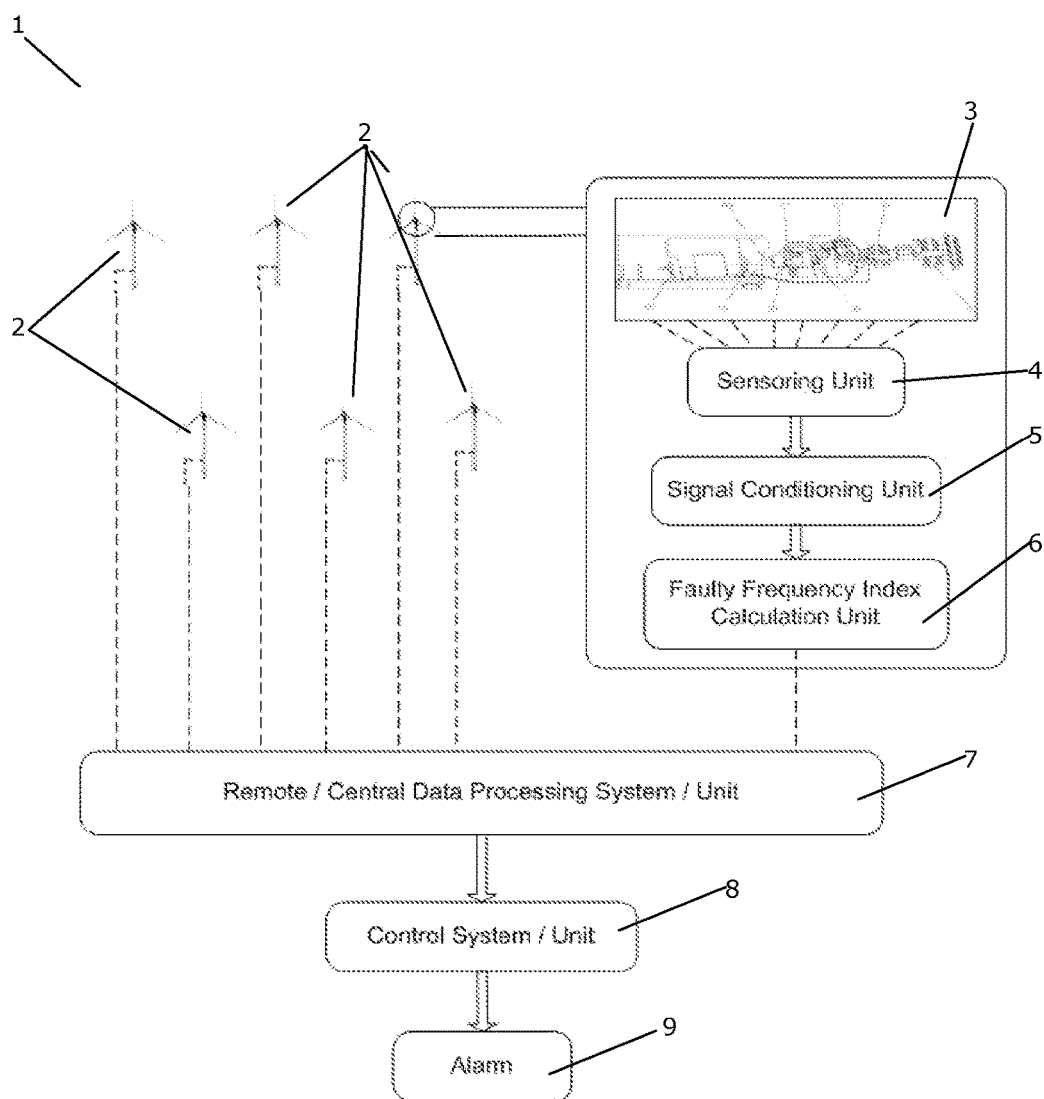 1
2
3
2
2
Sensoring Unit
4
Signal Conditioning Unit
5
Faulty Frequency Index
Calculation Unit
6
Remote / Central Data Processing System / Unit
7
Control System / Unit
8
Alarm
9